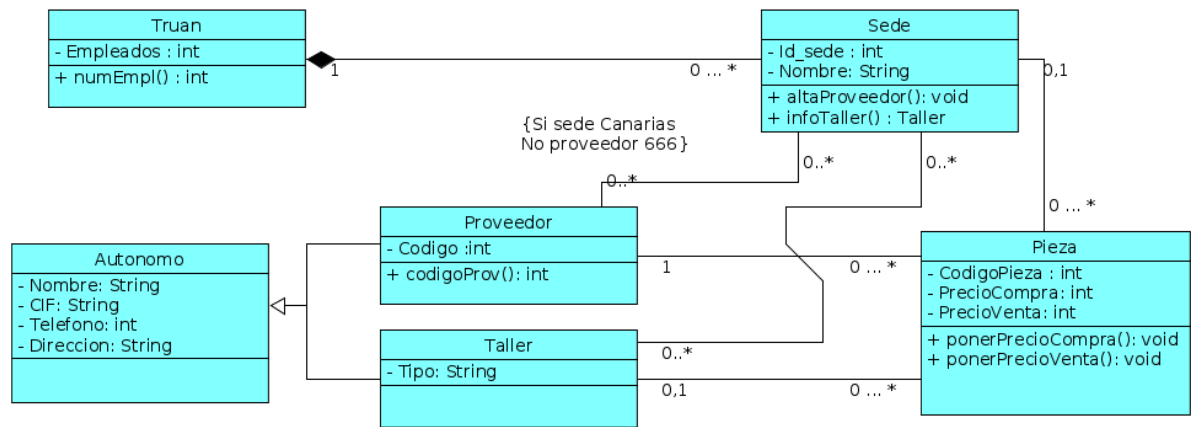 Truan
- Empleados : int
+ numEmpl() : int
1
0 ... *
Sede
- Id_sede : int
- Nombre: String
+ altaProveedor(): void
+ infoTaller() : Taller
0,1
{Si sede Canarias
No proveedor 666}
0..*
0..*
0..*
0 ... *
Proveedor
- Codigo :int
+ codigoProv(): int
1
0 ... *
Autonomo
- Nombre: String
- CIF: String
- Telefono: int
- Direccion: String
Pieza
- CodigoPieza : int
- PrecioCompra: int
- PrecioVenta: int
+ ponerPrecioCompra(): void
+ ponerPrecioVenta(): void
Taller
- Tipo: String
0..*
0,1
0 ... *